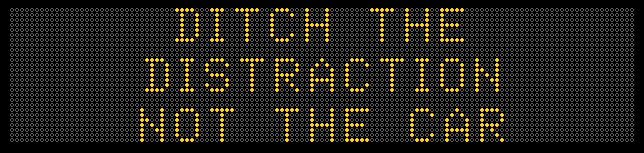 DITCH THE
DISTRACTION
NOT THE CAR